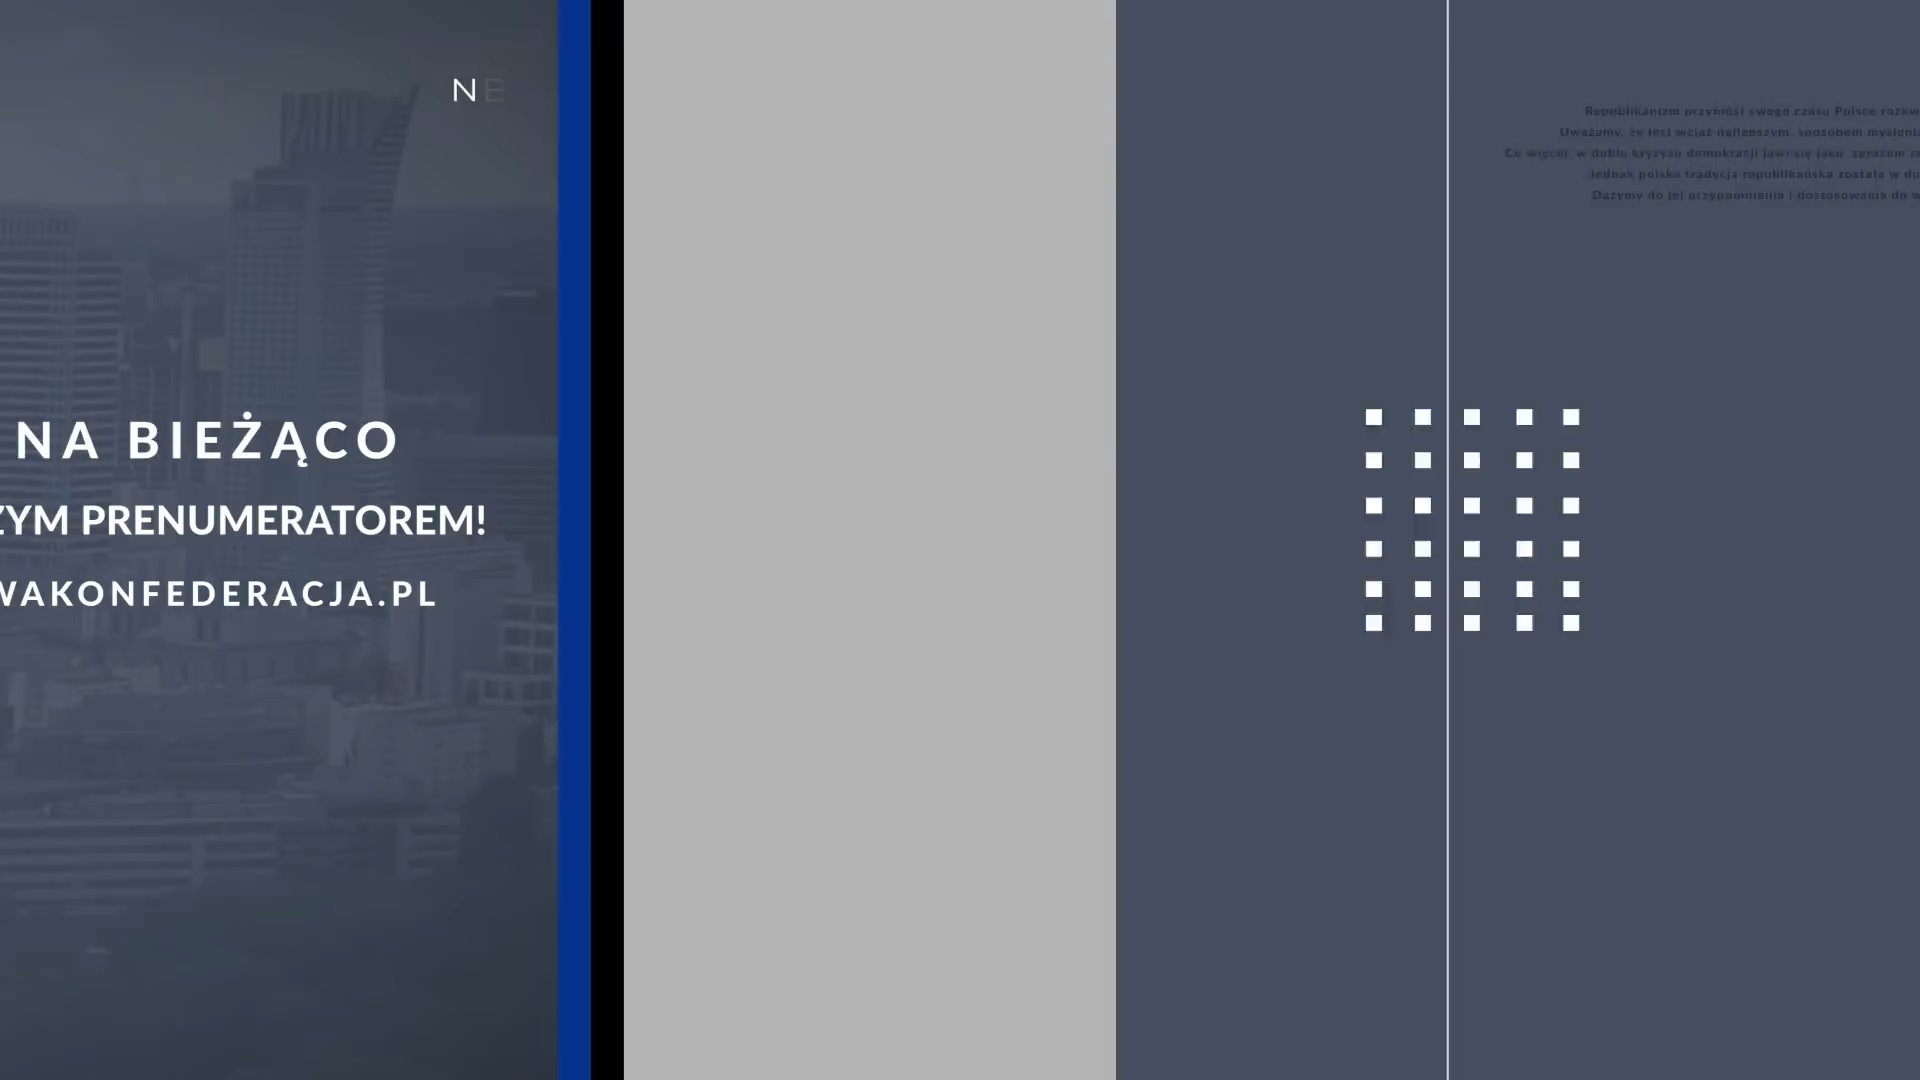 NE
NA BIEŻĄCO
ZYM PRENUMERATOREM!
WAKONFEDERACJA.PL
Republikanizm przyniósł swego czasu Polsce rozkw
Uważamy, że jest wciąż najlepszym sposobem myśleni
Co więcej, w dobie kryzysu demokracji jawi się jako zarazem
Jednak polska tradycja republikańska została w du
Dążymy do jej przypomnienia i dostosowania do w